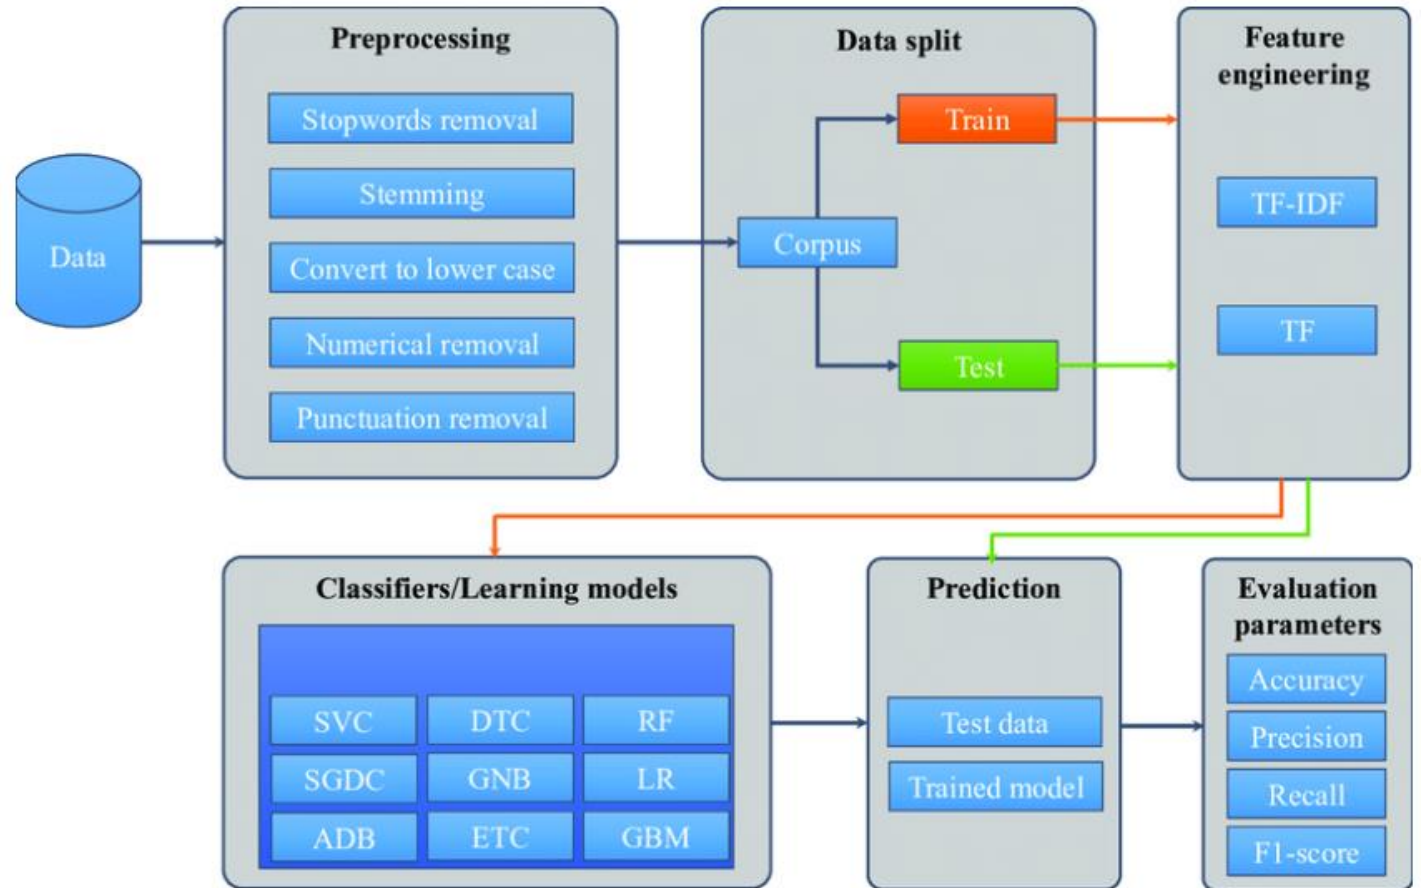 Data
Preprocessing
Stopwords removal
Stemming
Convert to lower case
Numerical removal
Punctuation removal
Data split
Corpus
Train
Test
Feature
engineering
TF-IDF
TF
Classifiers/Learning models
SVC DTC RF
SGDC GNB LR
ADB ETC GBM
Prediction
Test data
Trained model
Evaluation
parameters
Accuracy
Precision
Recall
F1-score